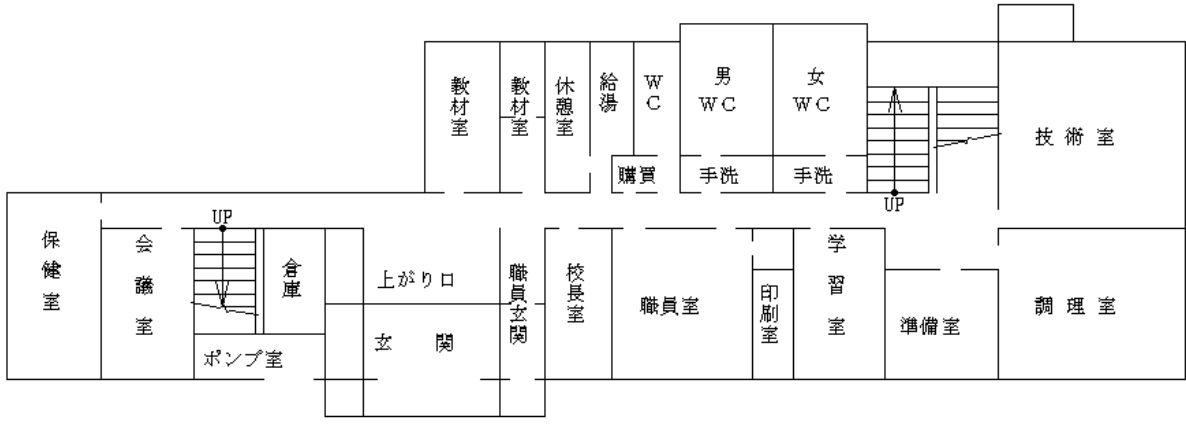 教材室
教材室
休憩室
給湯
WC
男
WC
女
WC
技術室
購買
手洗
手洗
UP
UP
保健室
会議室
倉庫
上がり口
職員玄関
校長室
職員室
印刷室
学習室
準備室
調理室
玄関
ポンプ室